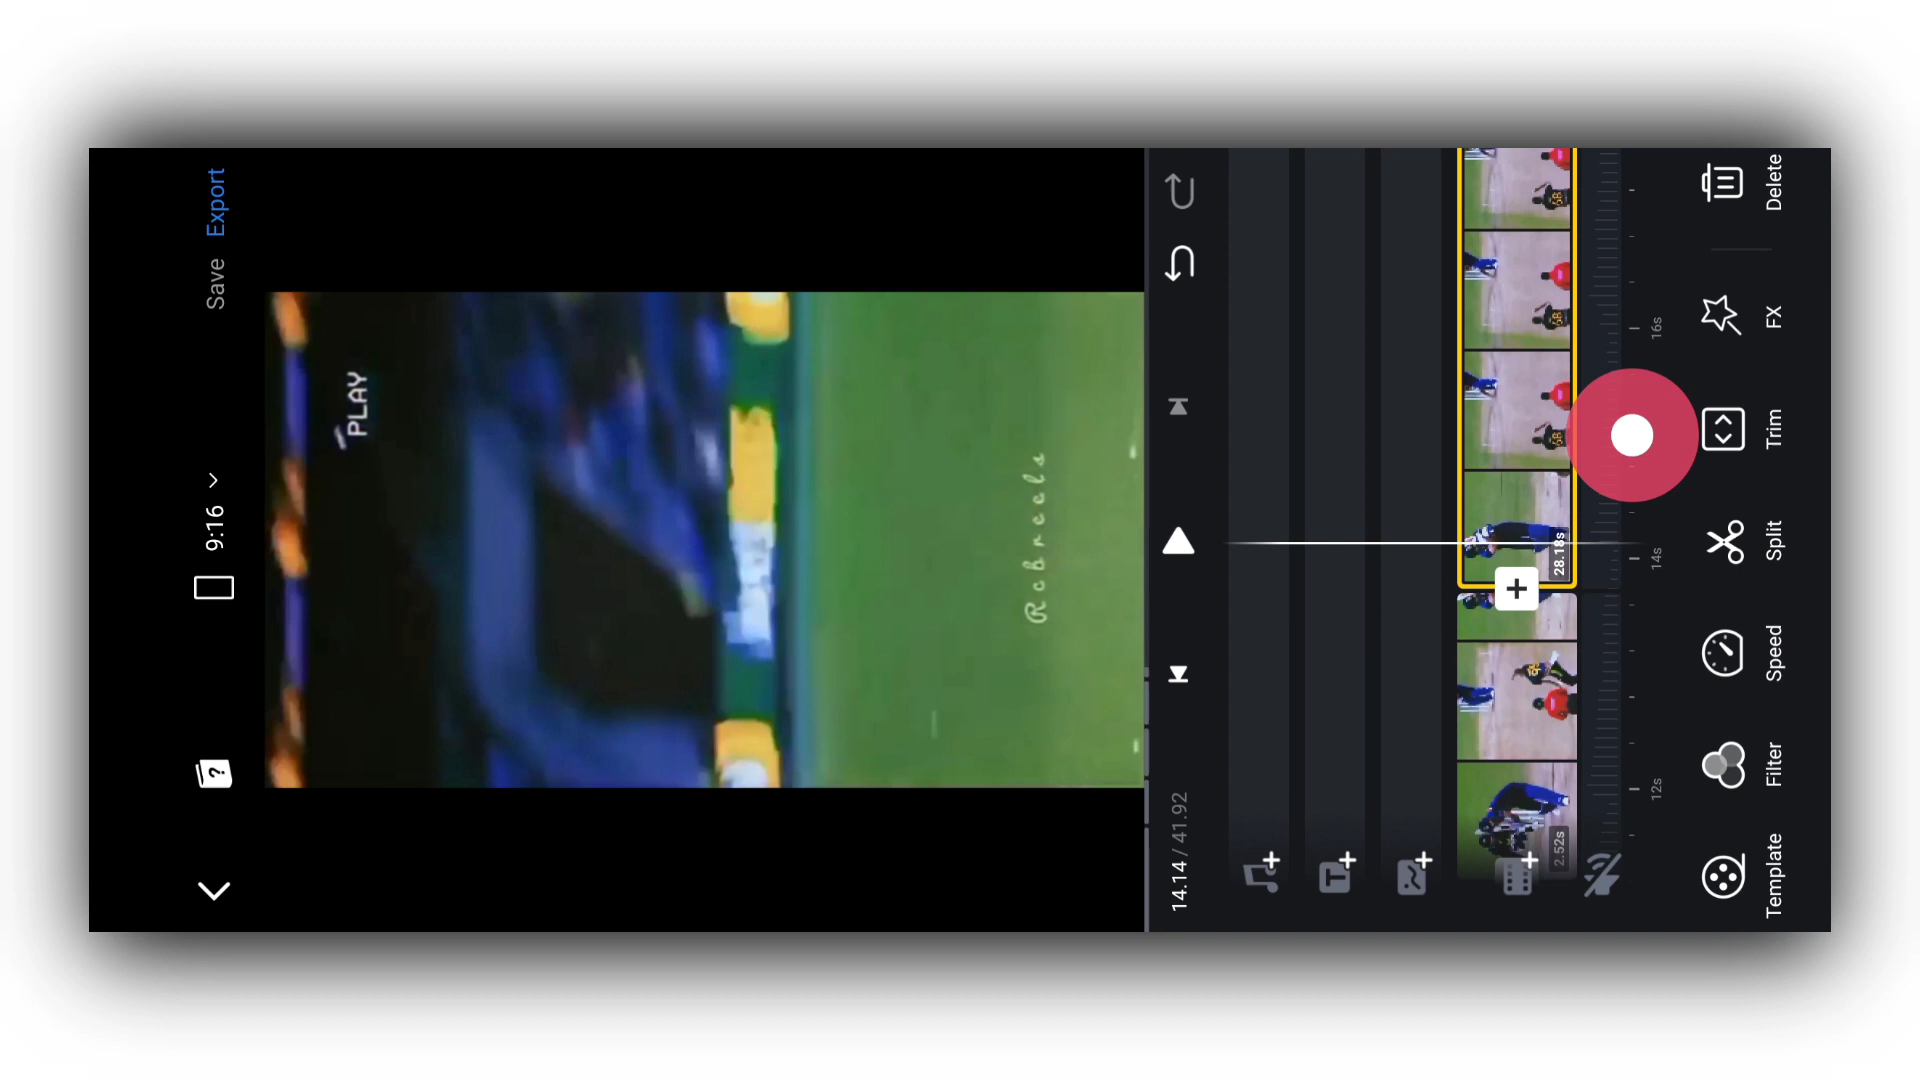 9:16
Save
Export
PLAY
Rcbreels
14.14 / 41.92
2.52s
28.18s
12s
14s
16s
Template
Filter
Speed
Split
Trim
FX
Delete